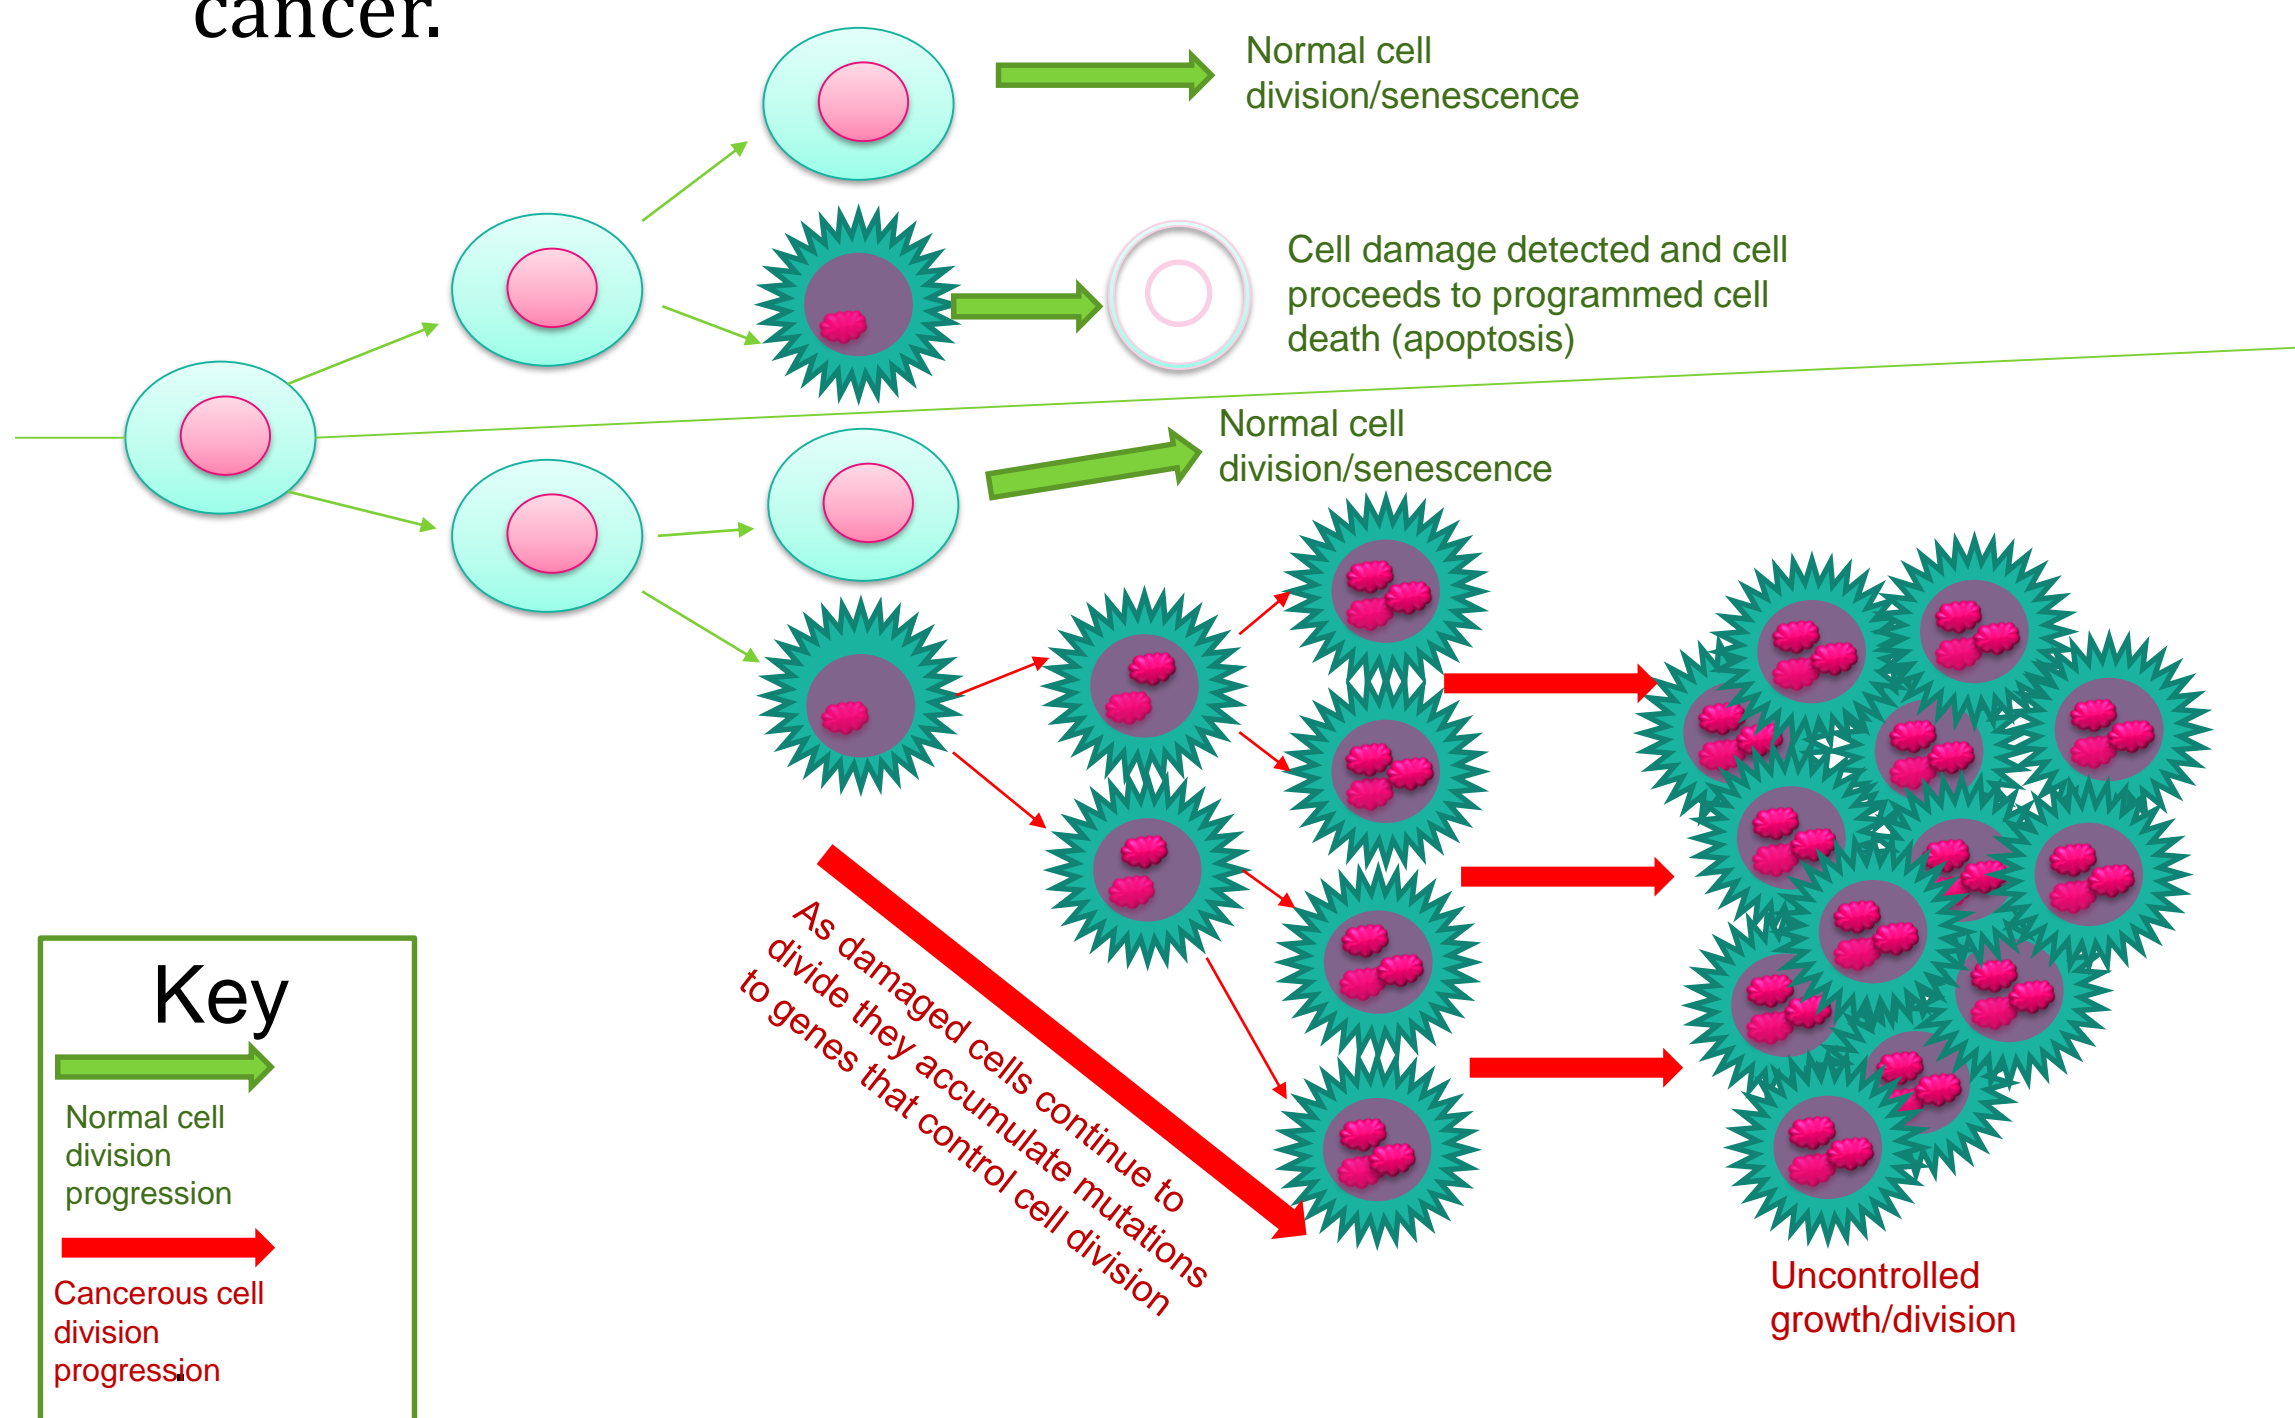 cancer.
Normal cell
division/senescence
Cell damage detected and cell
proceeds to programmed cell
death (apoptosis)
Normal cell
division/senescence
As damaged cells continue to
divide they accumulate mutations
to genes that control cell division
Uncontrolled
growth/division
Key
Normal cell
division
progression
Cancerous cell
division
progression
.